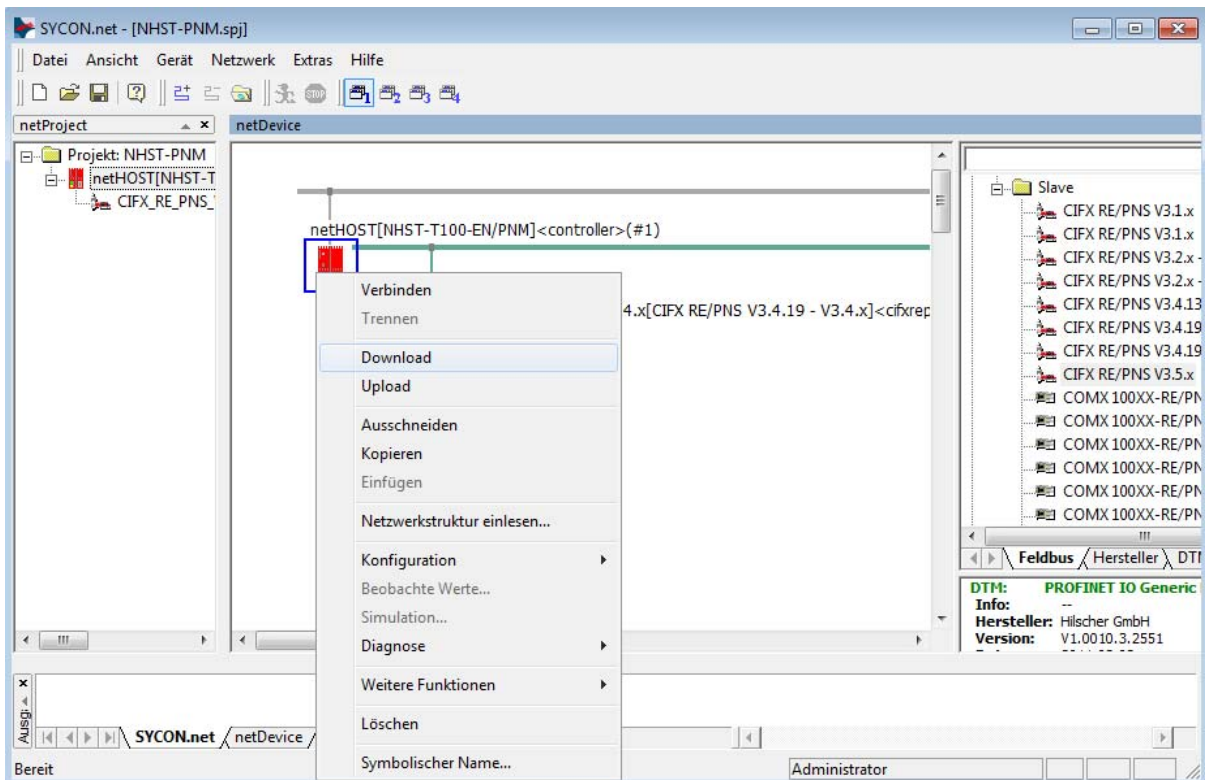 SYCON.net - [NHST-PNM.spj]
Datei Ansicht Gerät Netzwerk Extras Hilfe
netProject
netDevice
Projekt: NHST-PNM
netHOST[NHST-T
CIFX_RE_PNS_
netHOST[NHST-T100-EN/PNM]<controller>(#1)
4.x[CIFX RE/PNS V3.4.19 - V3.4.x]<cifxrep
Verbinden
Trennen
Download
Upload
Ausschneiden
Kopieren
Einfügen
Netzwerkstruktur einlesen...
Konfiguration
Beobachte Werte...
Simulation...
Diagnose
Weitere Funktionen
Löschen
Symbolischer Name...
Slave
CIFX RE/PNS V3.1.x
CIFX RE/PNS V3.1.x
CIFX RE/PNS V3.2.x -
CIFX RE/PNS V3.2.x -
CIFX RE/PNS V3.4.13
CIFX RE/PNS V3.4.19
CIFX RE/PNS V3.4.19
CIFX RE/PNS V3.5.x
COMX 100XX-RE/PN
COMX 100XX-RE/PN
COMX 100XX-RE/PN
COMX 100XX-RE/PN
COMX 100XX-RE/PN
COMX 100XX-RE/PN
Feldbus Hersteller DTM
DTM: PROFINET IO Generic
Info: --
Hersteller: Hilscher GmbH
Version: V1.0010.3.2551
Ausg:
SYCON.net netDevice
Bereit
Administrator